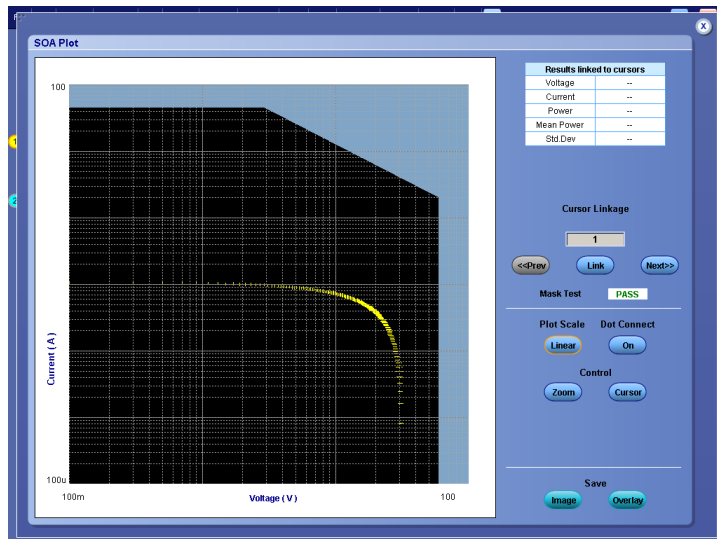 SOA Plot
X
100
Current ( A )
100u
100m
Voltage ( V )
100
Results linked to cursors
Voltage --
Current --
Power --
Mean Power --
Std.Dev --
Cursor Linkage
1
<<Prev Link Next>>
Mask Test PASS
Plot Scale Dot Connect
Linear On
Control
Zoom Cursor
Save
Image Overlay
1
2